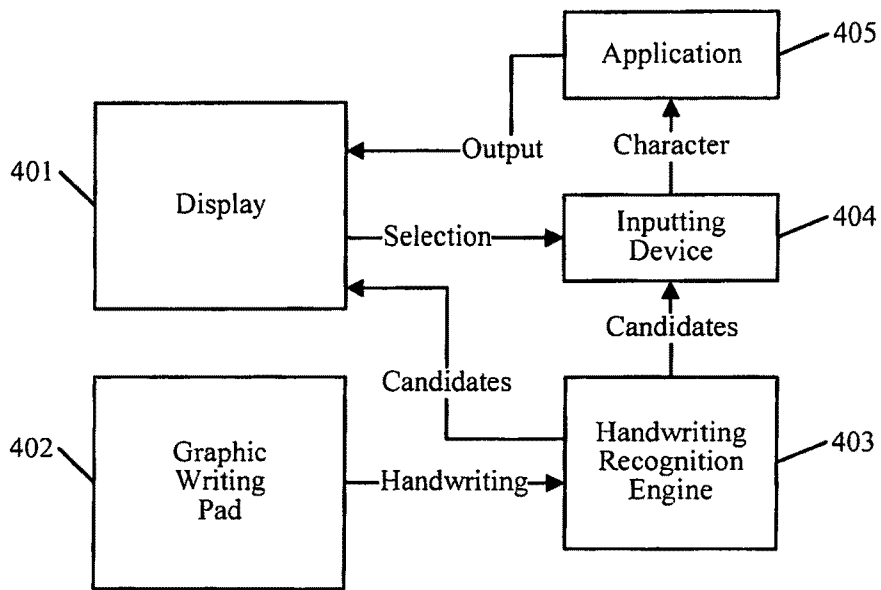 405
Application
Output
Character
401
Display
Selection
Inputting
Device
404
Candidates
Candidates
402
Graphic
Writing
Pad
Handwriting
Handwriting
Recognition
Engine
403